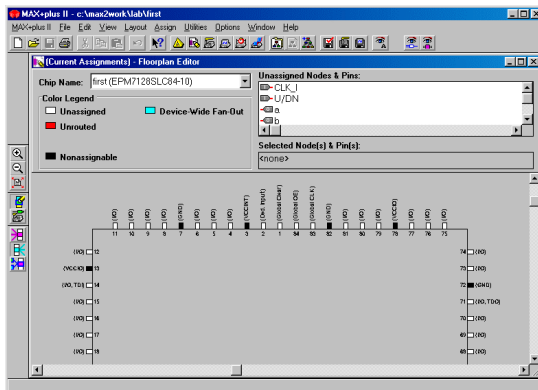 MAX+plus II - c:\max2work\lab\first
MAX+plus II File Edit View Layout Assign Utilities Options Window Help
(Current Assignments) - Floorplan Editor
Chip Name: first (EPM7128SLC84-10)
Color Legend
Unassigned Device-Wide Fan-Out
Unrouted
Nonassignable
Unassigned Nodes & Pins:
CLK_I
U/DN
a
b
Selected Node(s) & Pin(s):
<none>
(I/O) (I/O) (I/O) (I/O) (GND) (I/O) (I/O) (I/O) (VCCINT) (Ded. Input) (Global Clear) (Global OE) (Global CLK) (GND) (I/O) (I/O) (I/O) (VCCIO) (I/O) (I/O) (I/O)
11 10 9 8 7 6 5 4 3 2 1 84 83 82 81 80 79 78 77 76 75
(I/O) 12 74 (I/O)
(VCCIO) 13 73 (I/O)
(I/O, TDI) 14 72 (GND)
(I/O) 15 71 (I/O, TDO)
(I/O) 16 70 (I/O)
(I/O) 17 69 (I/O)
(I/O) 18 68 (I/O)